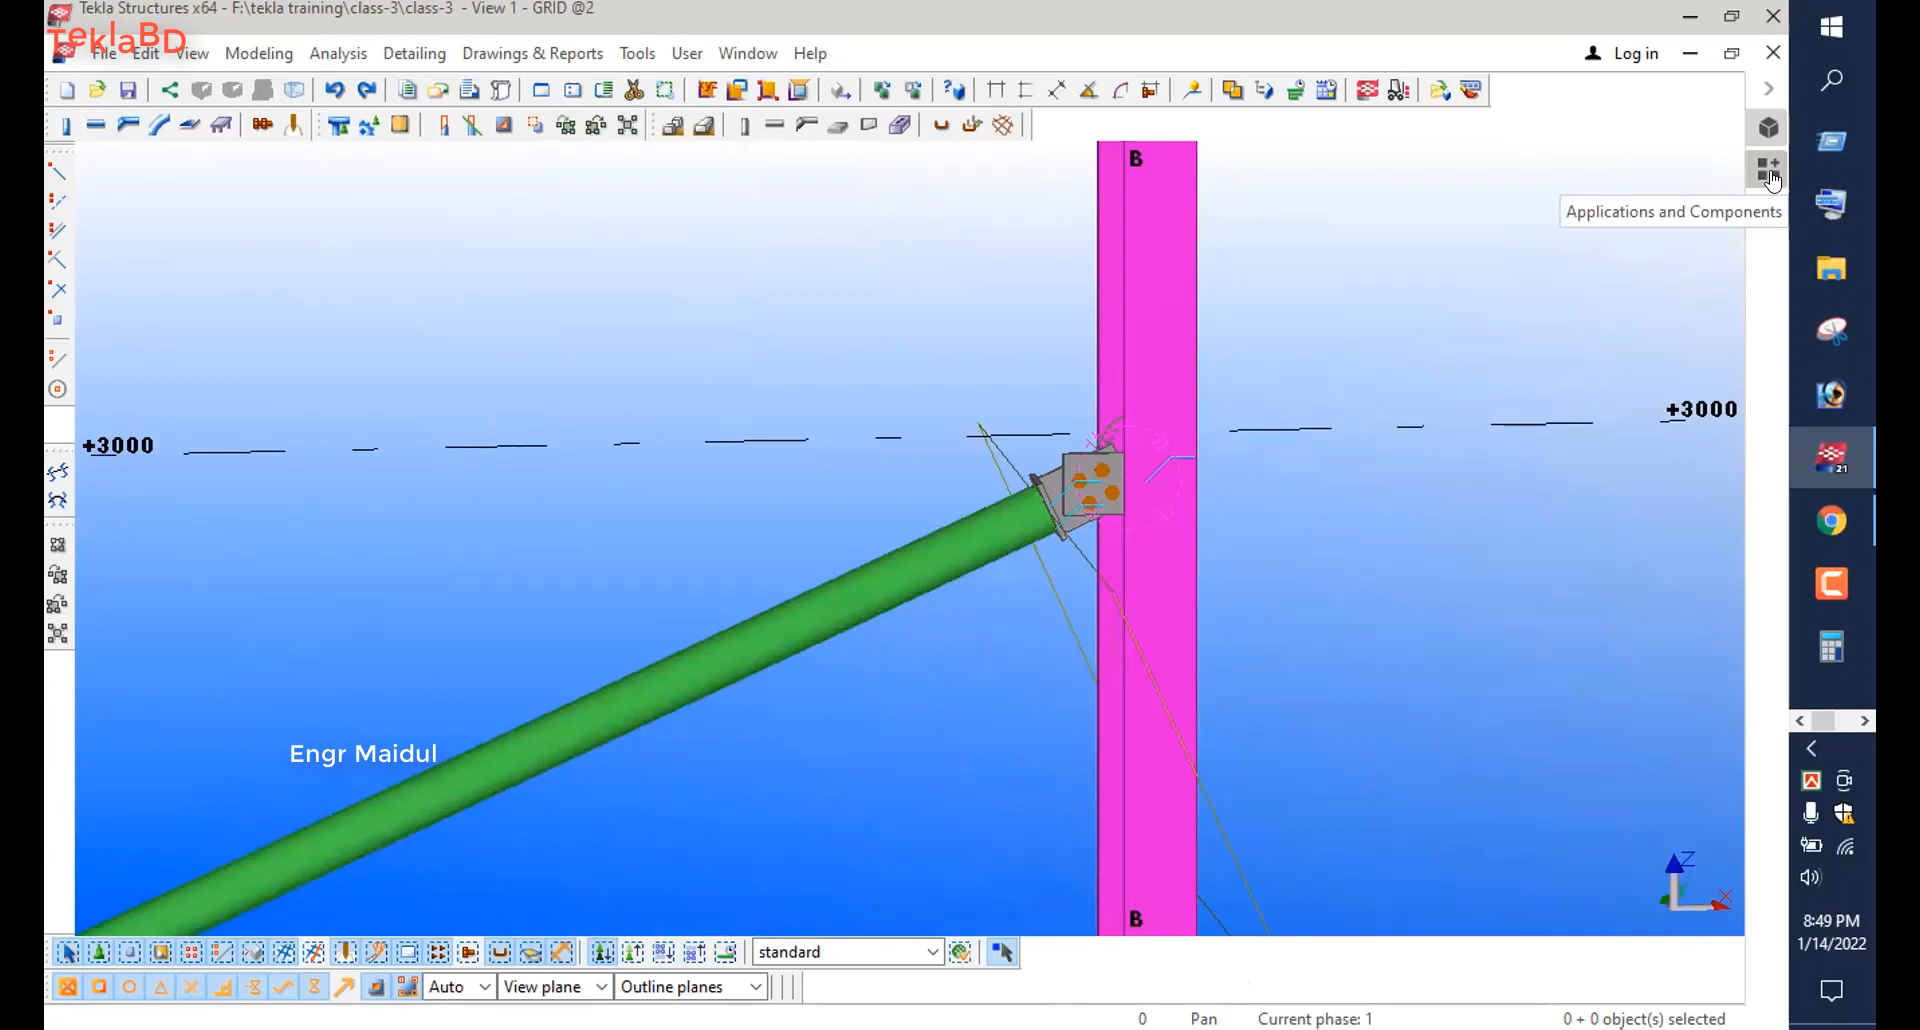 Tekla Structures x64 - F:\tekla training\class-3\class-3 - View 1 - GRID @2
TeklaBD
File Edit View Modeling Analysis Detailing Drawings & Reports Tools User Window Help
Log in
B
Applications and Components
+3000
+3000
21
Engr Maidul
Z
X
B
8:49 PM
1/14/2022
standard
Auto
View plane
Outline planes
0
Pan
Current phase: 1
0 + 0 object(s) selected